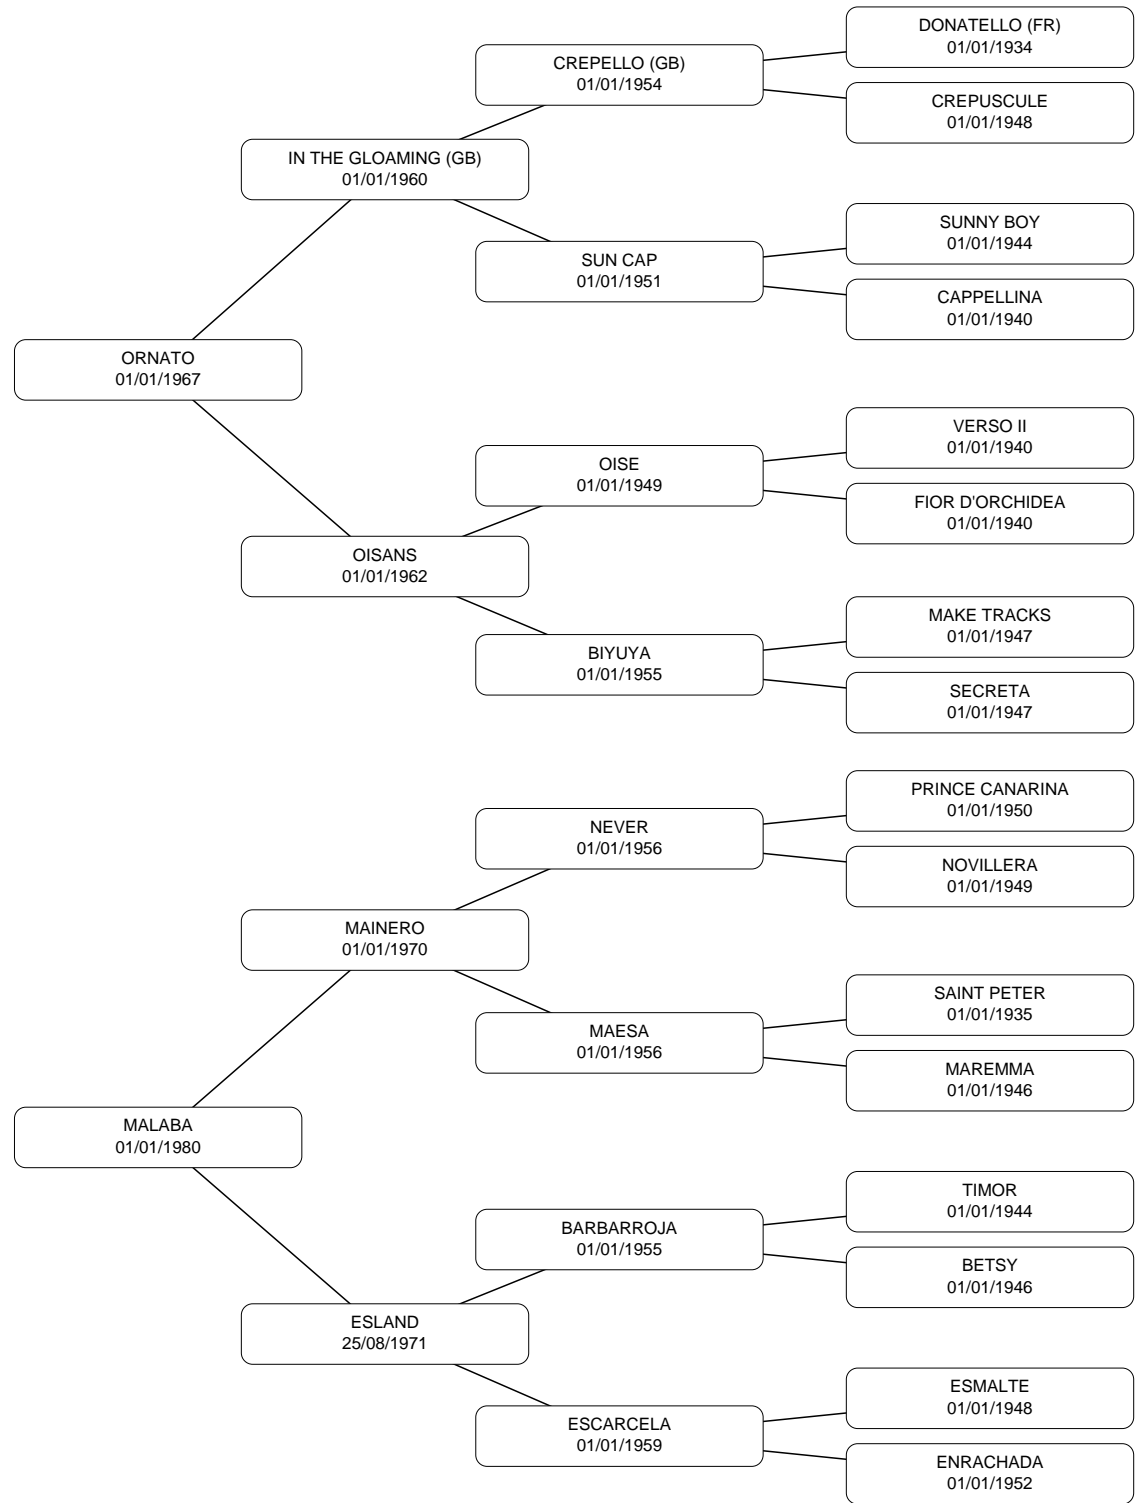 DONATELLO (FR)
01/01/1934
CREPELLO (GB)
01/01/1954
CREPUSCULE
01/01/1948
IN THE GLOAMING (GB)
01/01/1960
SUNNY BOY
01/01/1944
SUN CAP
01/01/1951
CAPPELLINA
01/01/1940
ORNATO
01/01/1967
VERSO II
01/01/1940
OISE
01/01/1949
FIOR D'ORCHIDEA
01/01/1940
OISANS
01/01/1962
MAKE TRACKS
01/01/1947
BIYUYA
01/01/1955
SECRETA
01/01/1947
PRINCE CANARINA
01/01/1950
NEVER
01/01/1956
NOVILLERA
01/01/1949
MAINERO
01/01/1970
SAINT PETER
01/01/1935
MAESA
01/01/1956
MAREMMA
01/01/1946
MALABA
01/01/1980
TIMOR
01/01/1944
BARBARROJA
01/01/1955
BETSY
01/01/1946
ESLAND
25/08/1971
ESMALTE
01/01/1948
ESCARCELA
01/01/1959
ENRACHADA
01/01/1952